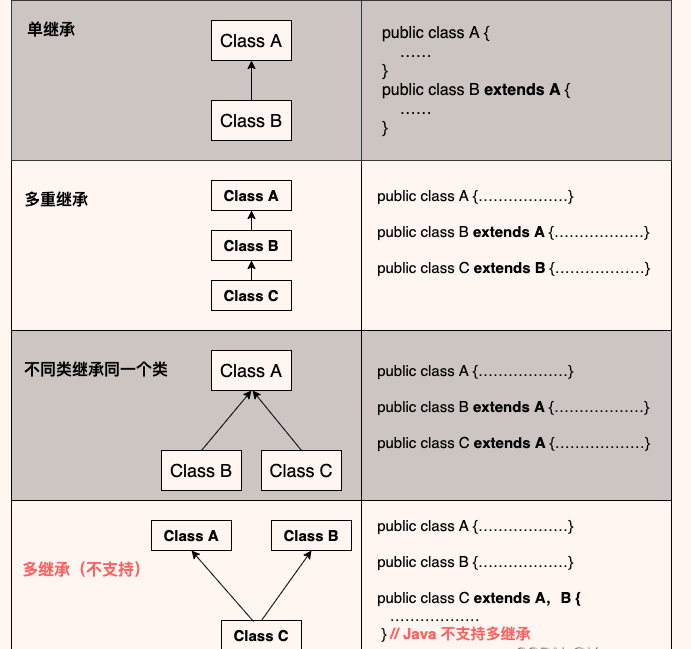 单继承
Class A
Class B
public class A {
……
}
public class B extends A {
……
}
多重继承
Class A
Class B
Class C
public class A {………………}
public class B extends A {………………}
public class C extends B {………………}
不同类继承同一个类
Class A
Class B
Class C
public class A {………………}
public class B extends A {………………}
public class C extends A {………………}
多继承（不支持）
Class A
Class B
Class C
public class A {………………}
public class B {………………}
public class C extends A，B {
………………
} // Java 不支持多继承